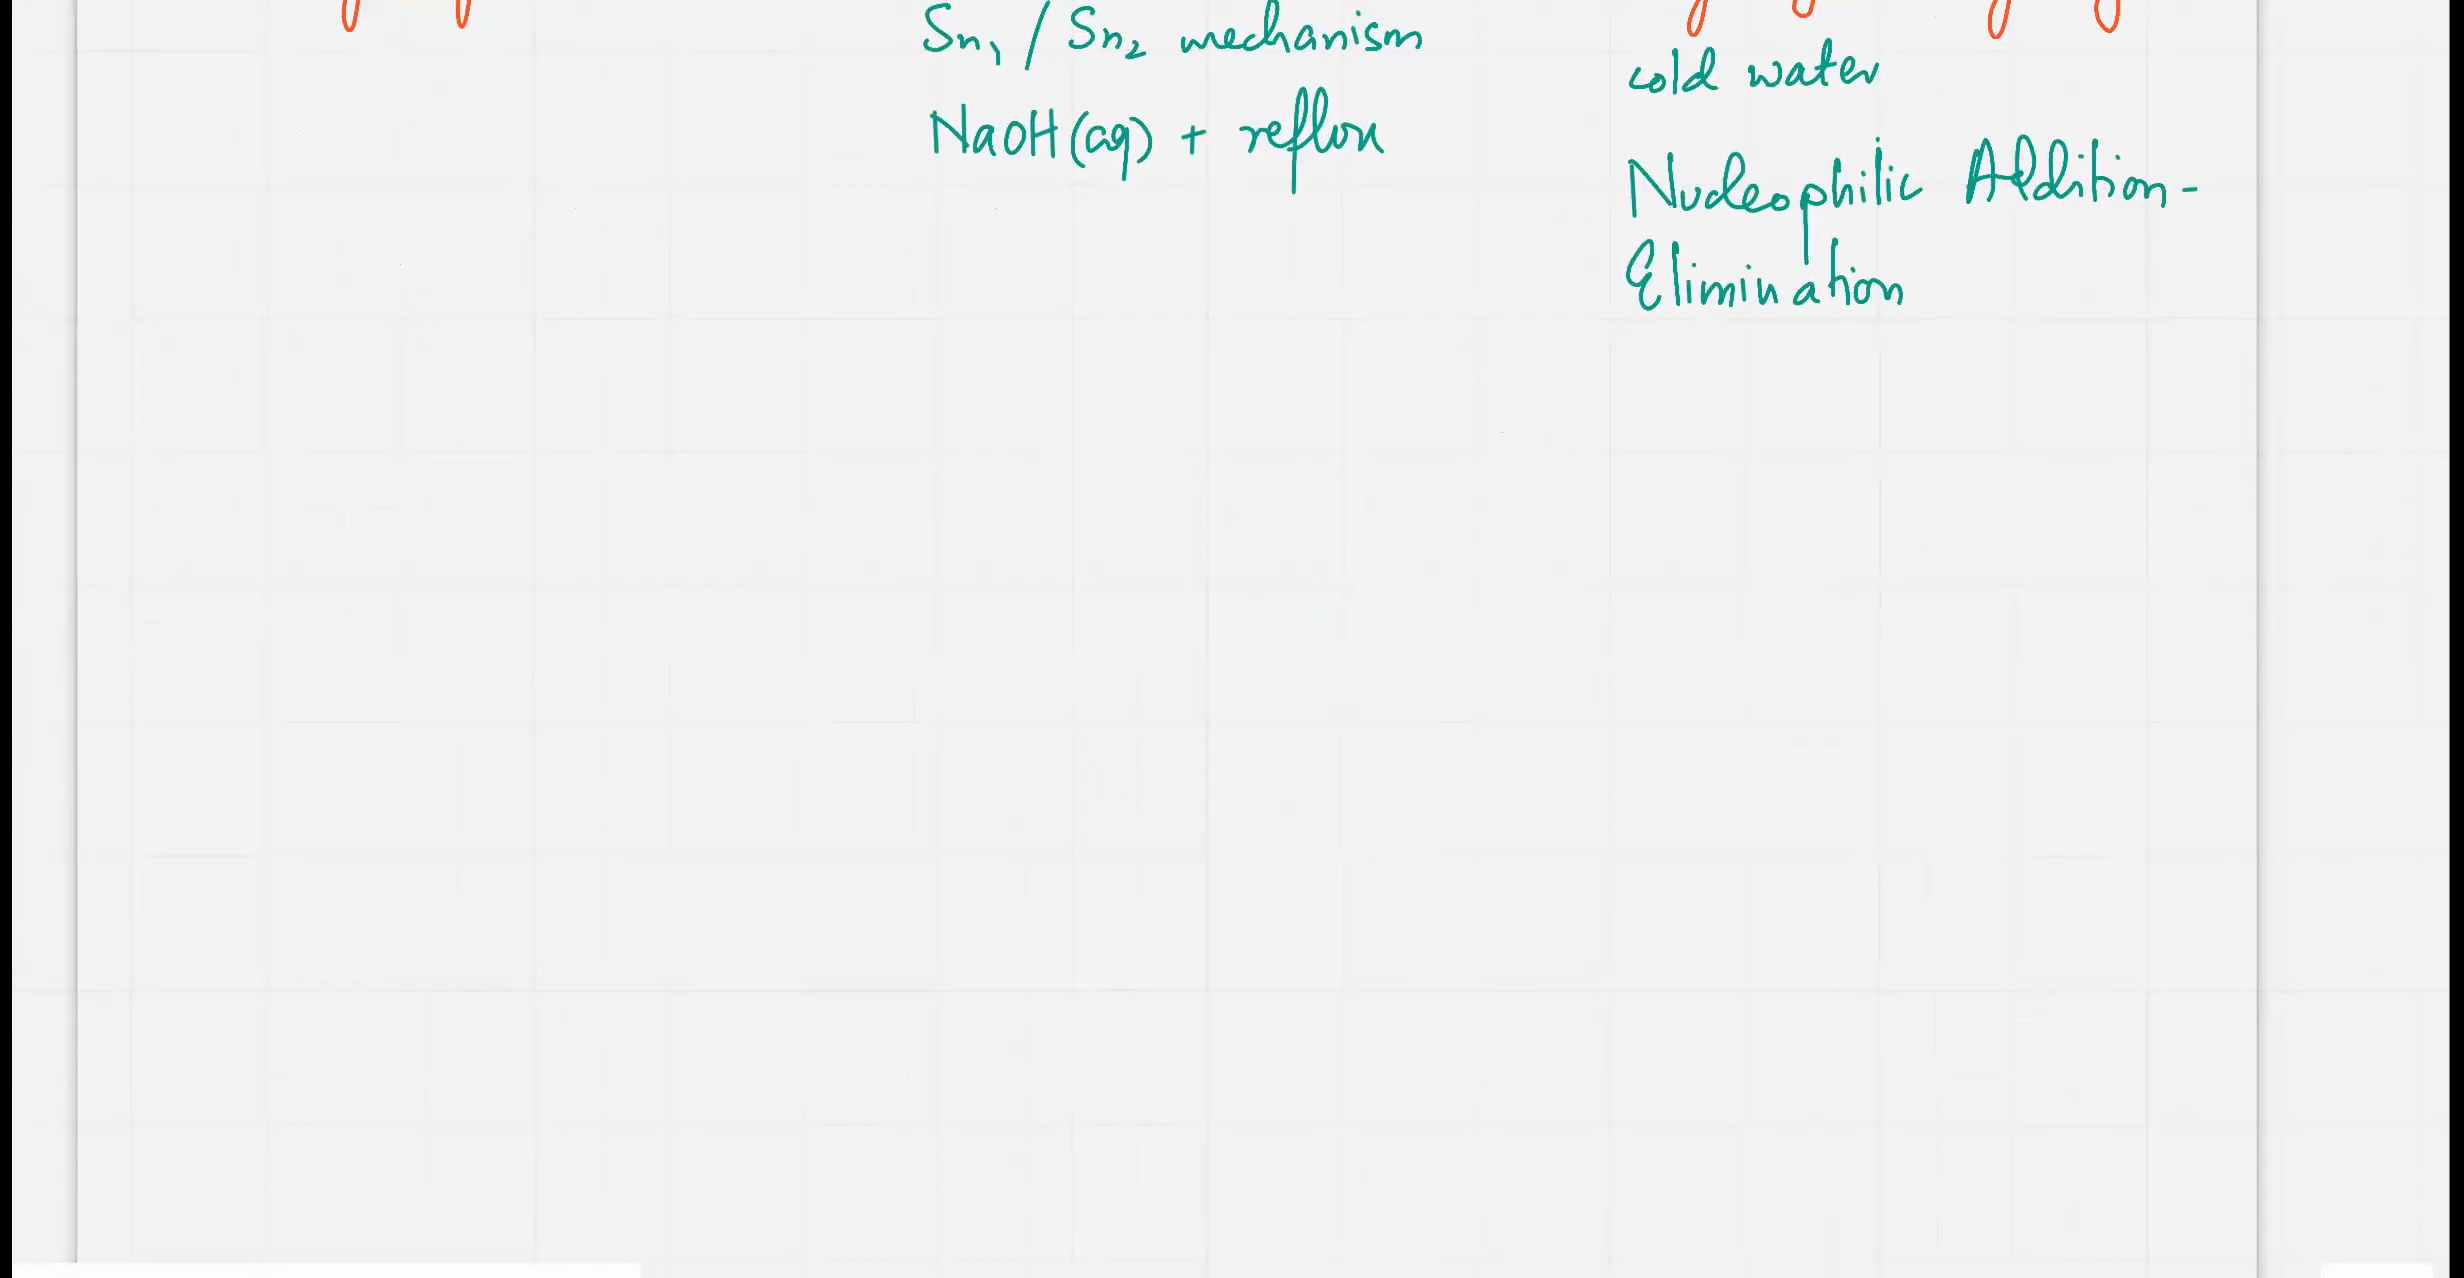 Sn₁ / Sn₂ mechanism
NaOH(aq) + reflux
cold water
Nucleophilic Addition-
Elimination